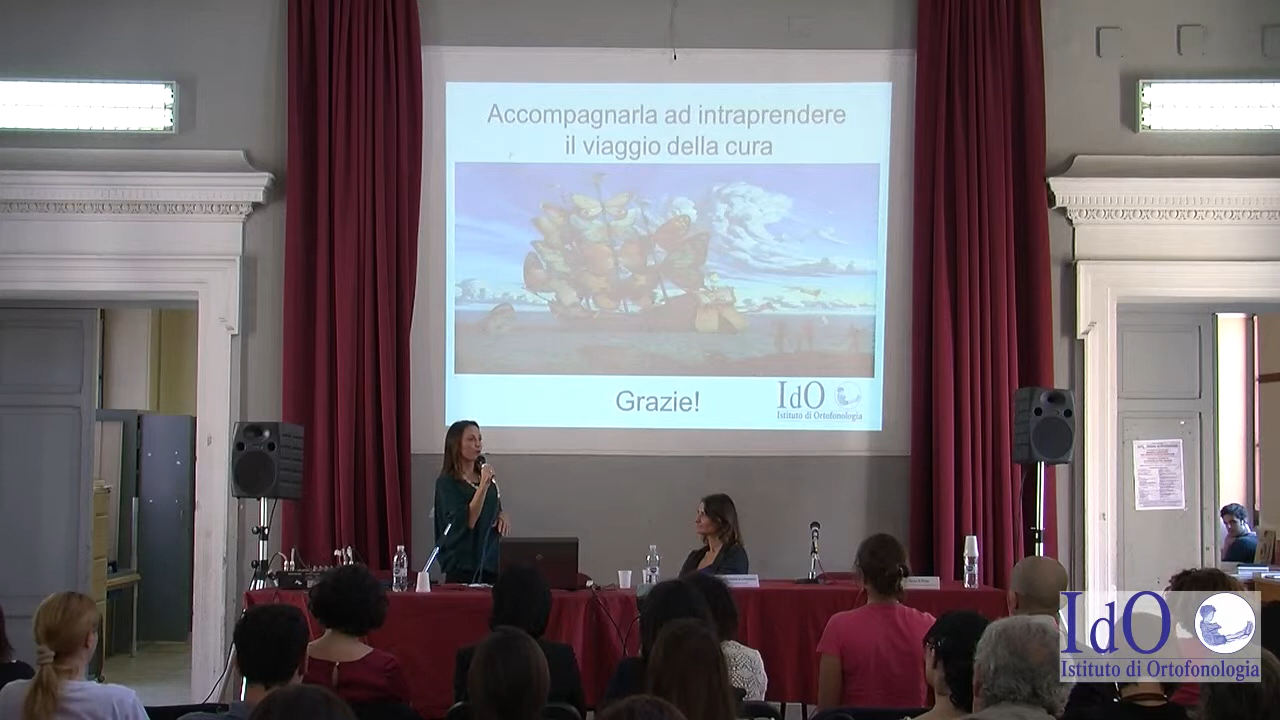 Accompagnarla ad intraprendere
il viaggio della cura
Grazie!
IdO
Istituto di Ortofonologia
IdO
Istituto di Ortofonologia